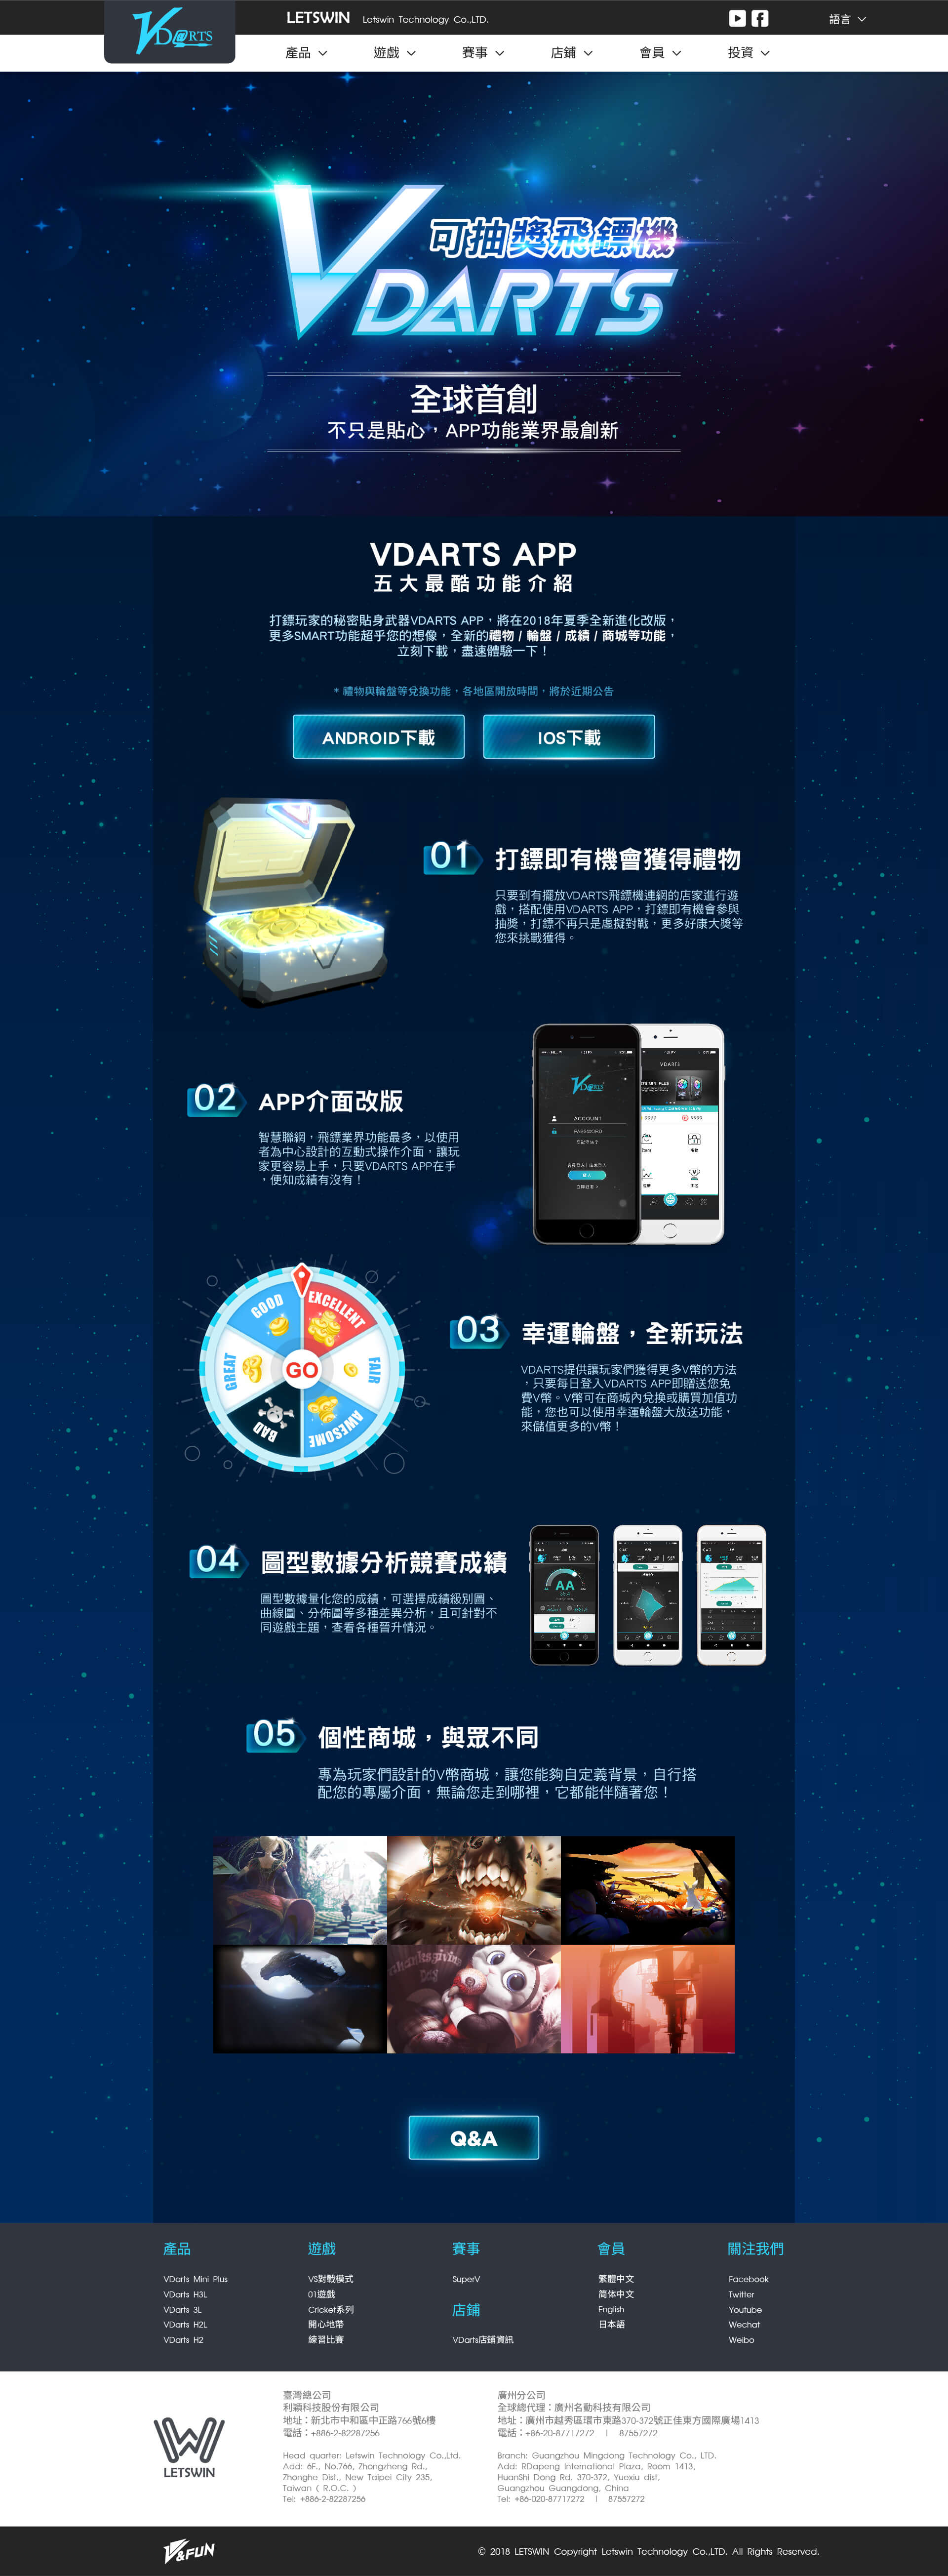 VD@RTS
LETSWIN Letswin Technology Co.,LTD.
語言
產品 遊戲 賽事 店鋪 會員 投資
可抽獎飛鏢機
VDARTS
全球首創
不只是貼心，APP功能業界最創新
VDARTS APP
五大最酷功能介紹
打鏢玩家的秘密貼身武器VDARTS APP，將在2018年夏季全新進化改版，
更多SMART功能超乎您的想像，全新的禮物 / 輪盤 / 成績 / 商城等功能，
立刻下載，盡速體驗一下！
* 禮物與輪盤等兌換功能，各地區開放時間，將於近期公告
ANDROID下載 IOS下載
01 打鏢即有機會獲得禮物
只要到有擺放VDARTS飛鏢機連網的店家進行遊
戲，搭配使用VDARTS APP，打鏢即有機會參與
抽獎，打鏢不再只是虛擬對戰，更多好康大獎等
您來挑戰獲得。
02 APP介面改版
智慧聯網，飛鏢業界功能最多，以使用
者為中心設計的互動式操作介面，讓玩
家更容易上手，只要VDARTS APP在手
，便知成績有沒有！
VDARTS
ACCOUNT
PASSWORD
VDARTS
GOOD
EXCELLENT
GREAT
GO
FAIR
BAD
AWESOME
03 幸運輪盤，全新玩法
VDARTS提供讓玩家們獲得更多V幣的方法
，只要每日登入VDARTS APP即贈送您免
費V幣。V幣可在商城內兌換或購買加值功
能，您也可以使用幸運輪盤大放送功能，
來儲值更多的V幣！
04 圖型數據分析競賽成績
圖型數據量化您的成績，可選擇成績級別圖、
曲線圖、分佈圖等多種差異分析，且可針對不
同遊戲主題，查看各種晉升情況。
AA
05 個性商城，與眾不同
專為玩家們設計的V幣商城，讓您能夠自定義背景，自行搭
配您的專屬介面，無論您走到哪裡，它都能伴隨著您！
Q&A
產品
VDarts Mini Plus
VDarts H3L
VDarts 3L
VDarts H2L
VDarts H2
遊戲
VS對戰模式
01遊戲
Cricket系列
開心地帶
練習比賽
賽事
SuperV
店鋪
VDarts店鋪資訊
會員
繁體中文
简体中文
English
日本語
關注我們
Facebook
Twitter
Youtube
Wechat
Weibo
LETSWIN
臺灣總公司
利穎科技股份有限公司
地址：新北市中和區中正路766號6樓
電話：+886-2-82287256
Head quarter: Letswin Technology Co.,Ltd.
Add: 6F., No.766, Zhongzheng Rd.,
Zhonghe Dist., New Taipei City 235,
Taiwan ( R.O.C. )
Tel: +886-2-82287256
廣州分公司
全球總代理：廣州名動科技有限公司
地址：廣州市越秀區環市東路370-372號正佳東方國際廣場1413
電話：+86-20-87717272 | 87557272
Branch: Guangzhou Mingdong Technology Co., LTD.
Add: RDapeng International Plaza, Room 1413,
HuanShi Dong Rd. 370-372, Yuexiu dist,
Guangzhou Guangdong, China
Tel: +86-020-87717272 | 87557272
V&FUN
© 2018 LETSWIN Copyright Letswin Technology Co.,LTD. All Rights Reserved.